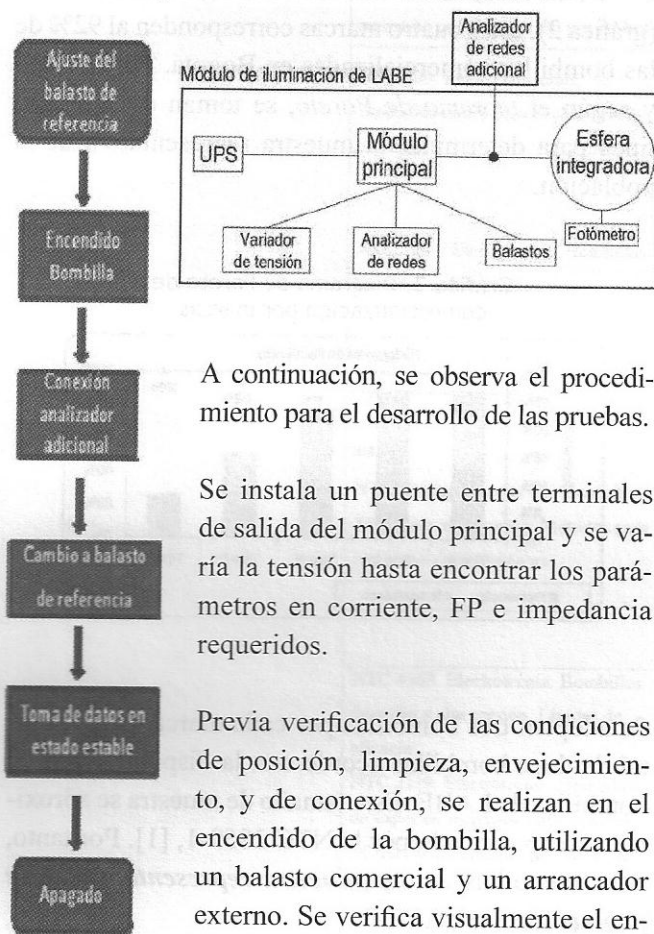 Ajuste del
balasto de
referencia
Encendido
Bombilla
Conexión
analizador
adicional
Cambio a balasto
de referencia
Toma de datos en
estado estable
Apagado
Analizador
de redes
adicional
Módulo de iluminación de LABE
UPS
Módulo
principal
Esfera
integradora
Variador
de tensión
Analizador
de redes
Balastos
Fotómetro
A continuación, se observa el procedi-
miento para el desarrollo de las pruebas.
Se instala un puente entre terminales
de salida del módulo principal y se va-
ría la tensión hasta encontrar los pará-
metros en corriente, FP e impedancia
requeridos.
Previa verificación de las condiciones
de posición, limpieza, envejecimien-
to, y de conexión, se realizan en el
encendido de la bombilla, utilizando
un balasto comercial y un arrancador
externo. Se verifica visualmente el en-